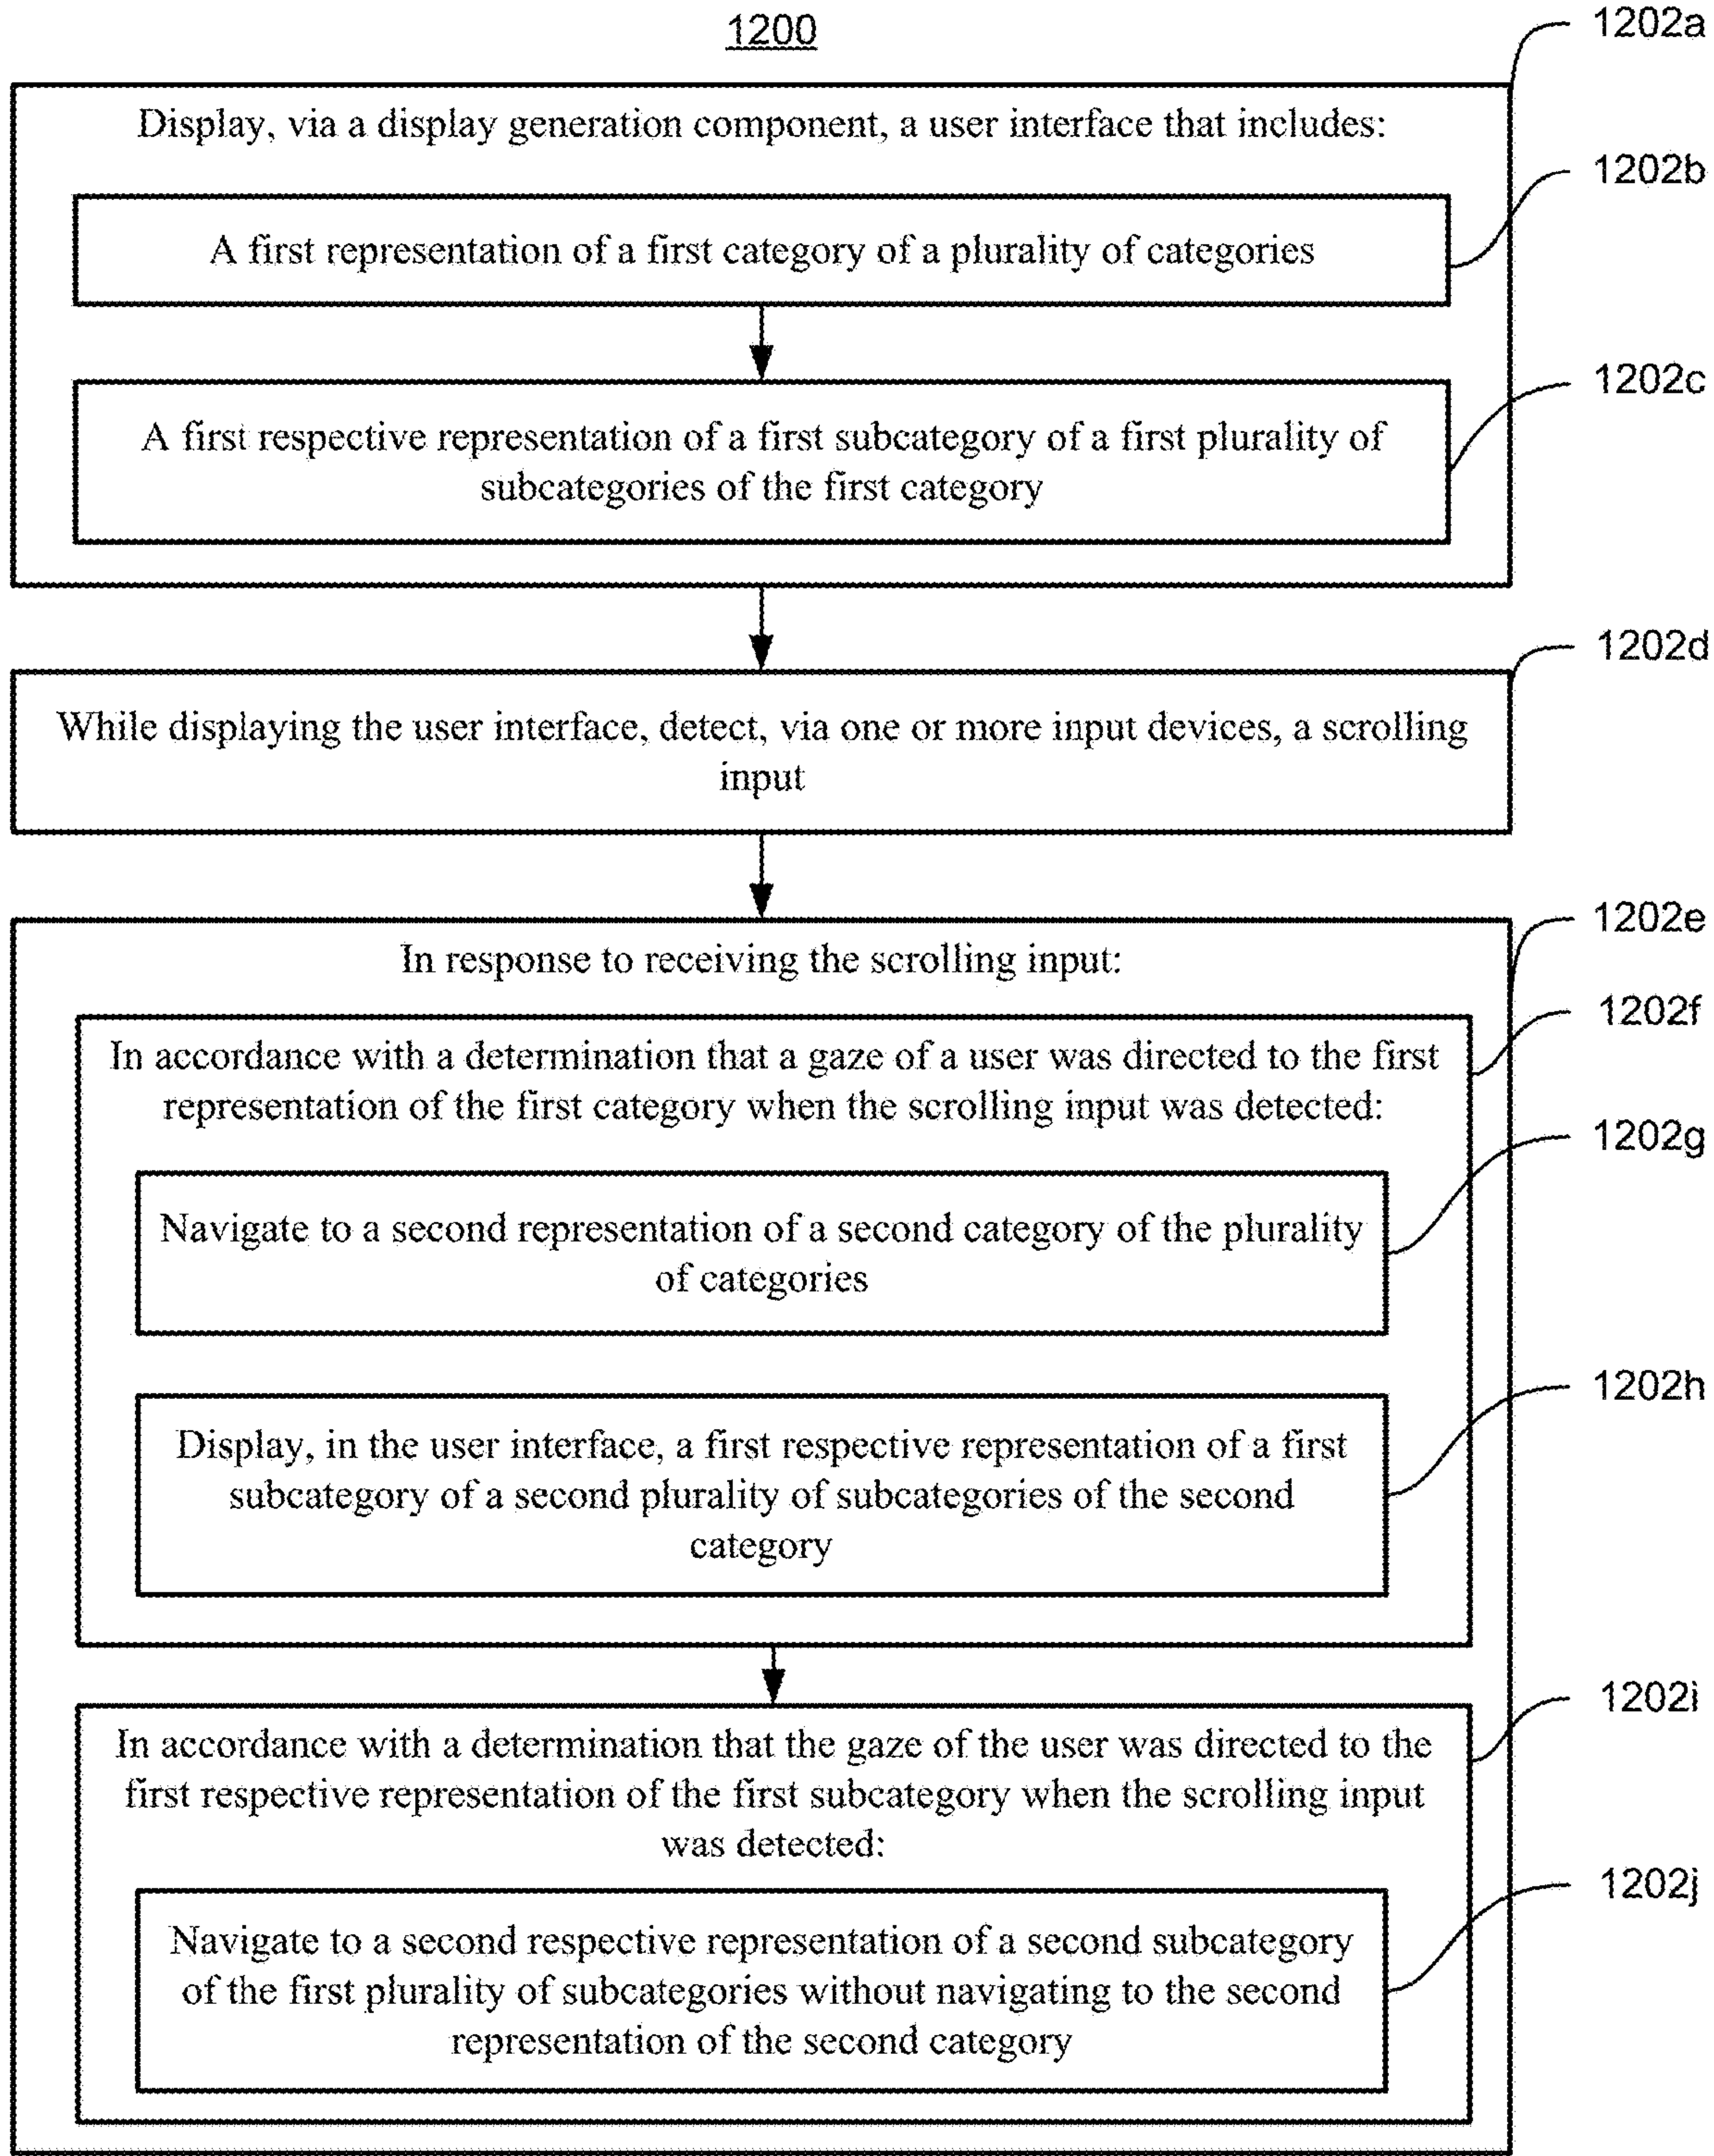 1200
1202a
Display, via a display generation component, a user interface that includes:
1202b
A first representation of a first category of a plurality of categories
1202c
A first respective representation of a first subcategory of a first plurality of
subcategories of the first category
1202d
While displaying the user interface, detect, via one or more input devices, a scrolling
input
1202e
In response to receiving the scrolling input:
1202f
In accordance with a determination that a gaze of a user was directed to the first
representation of the first category when the scrolling input was detected:
1202g
Navigate to a second representation of a second category of the plurality
of categories
1202h
Display, in the user interface, a first respective representation of a first
subcategory of a second plurality of subcategories of the second
category
1202i
In accordance with a determination that the gaze of the user was directed to the
first respective representation of the first subcategory when the scrolling input
was detected:
1202j
Navigate to a second respective representation of a second subcategory
of the first plurality of subcategories without navigating to the second
representation of the second category